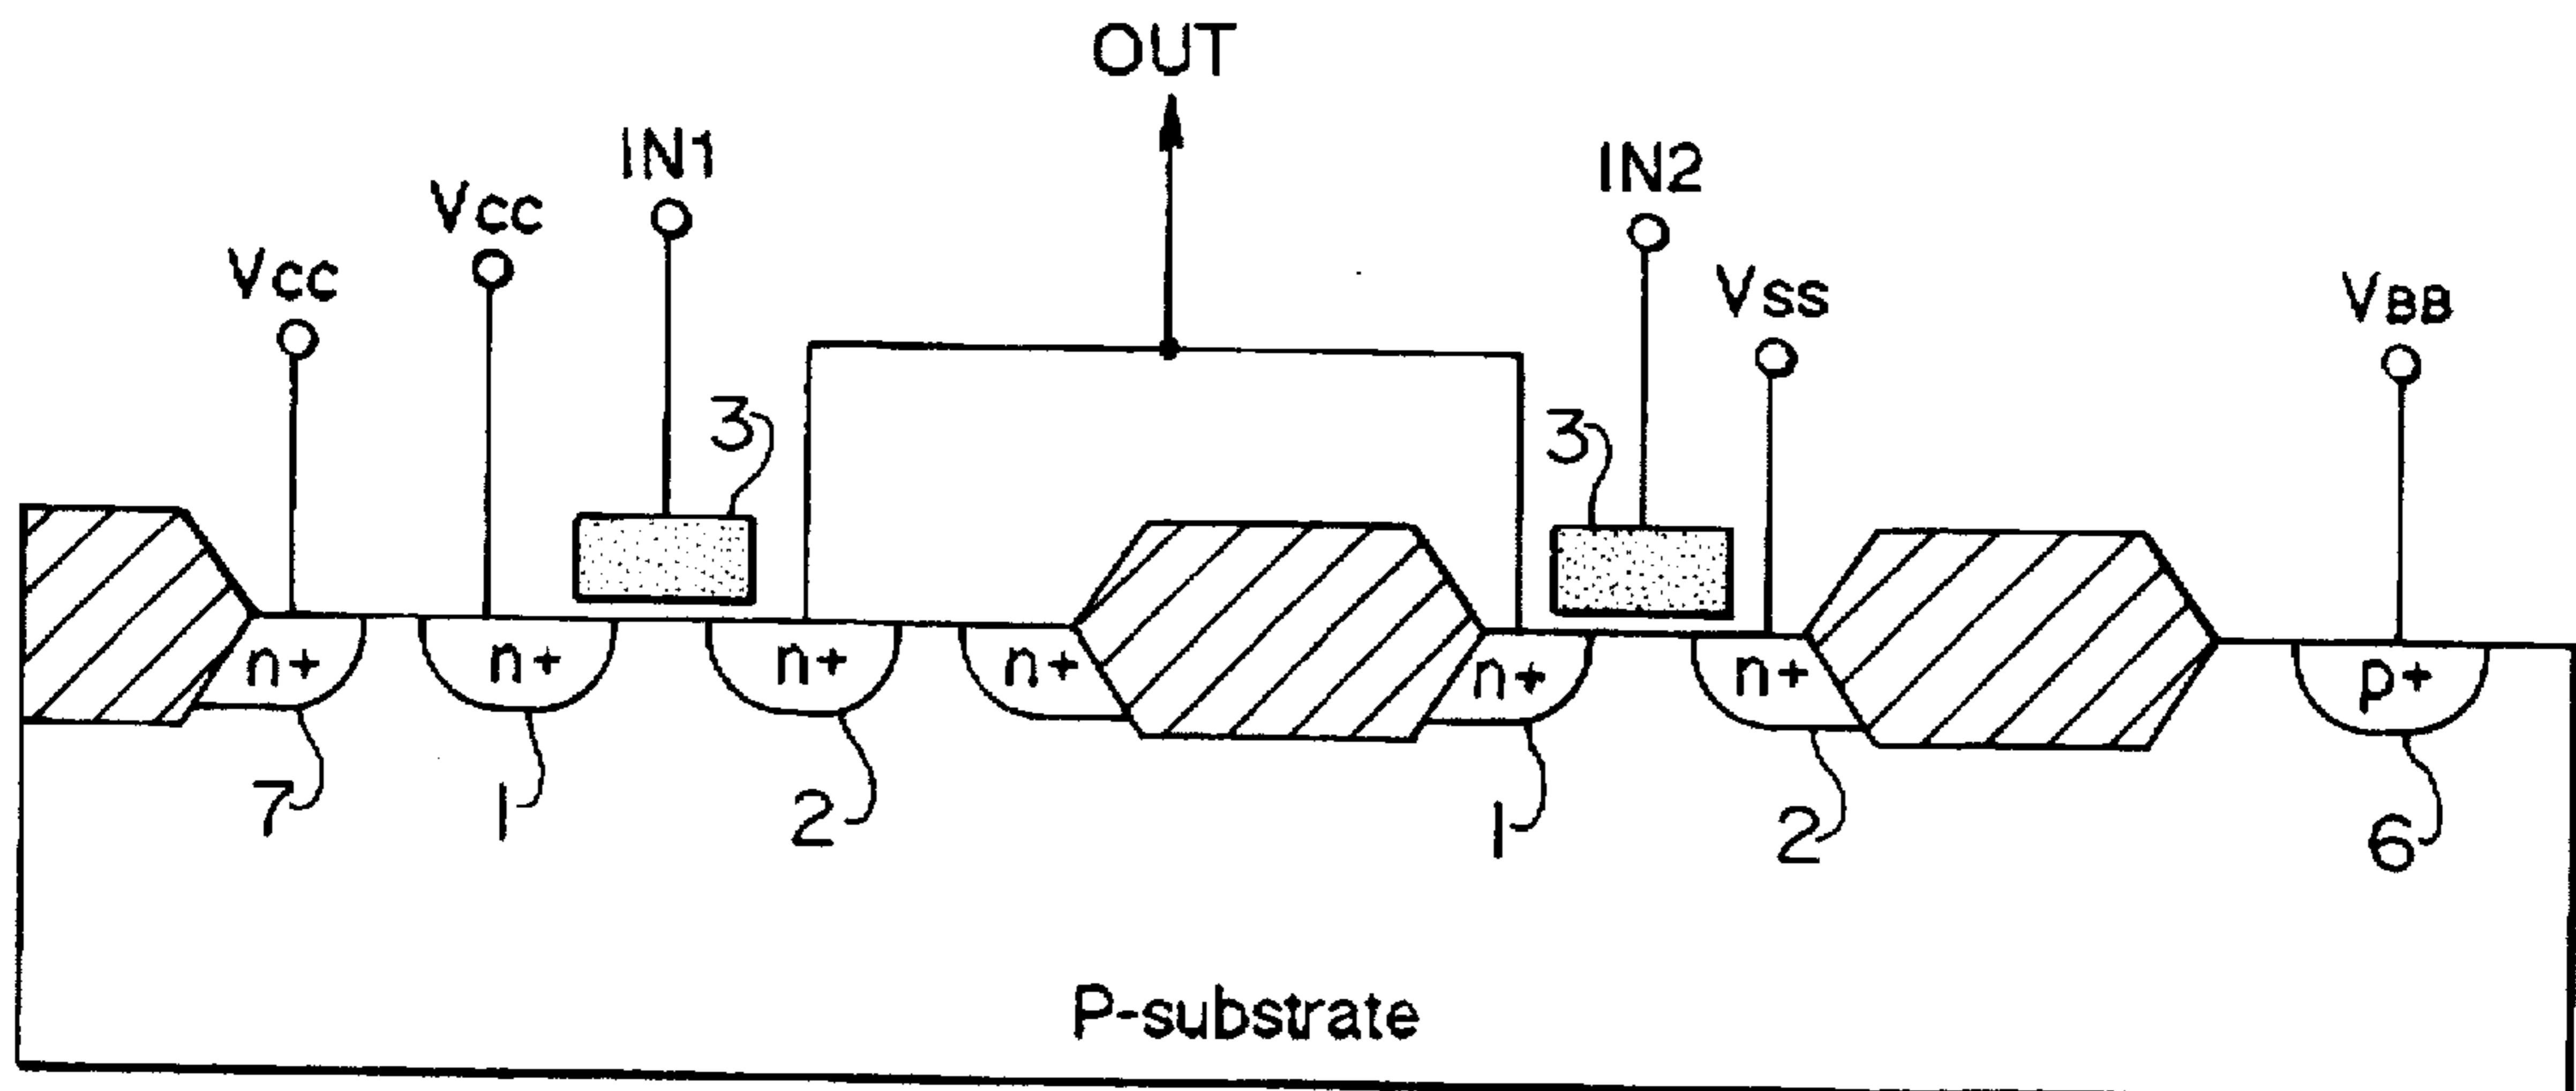 OUT
IN1
IN2
Vcc
Vcc
Vss
VBB
3
3
n+
n+
n+
n+
n+
n+
p+
7
1
2
1
2
6
P-substrate